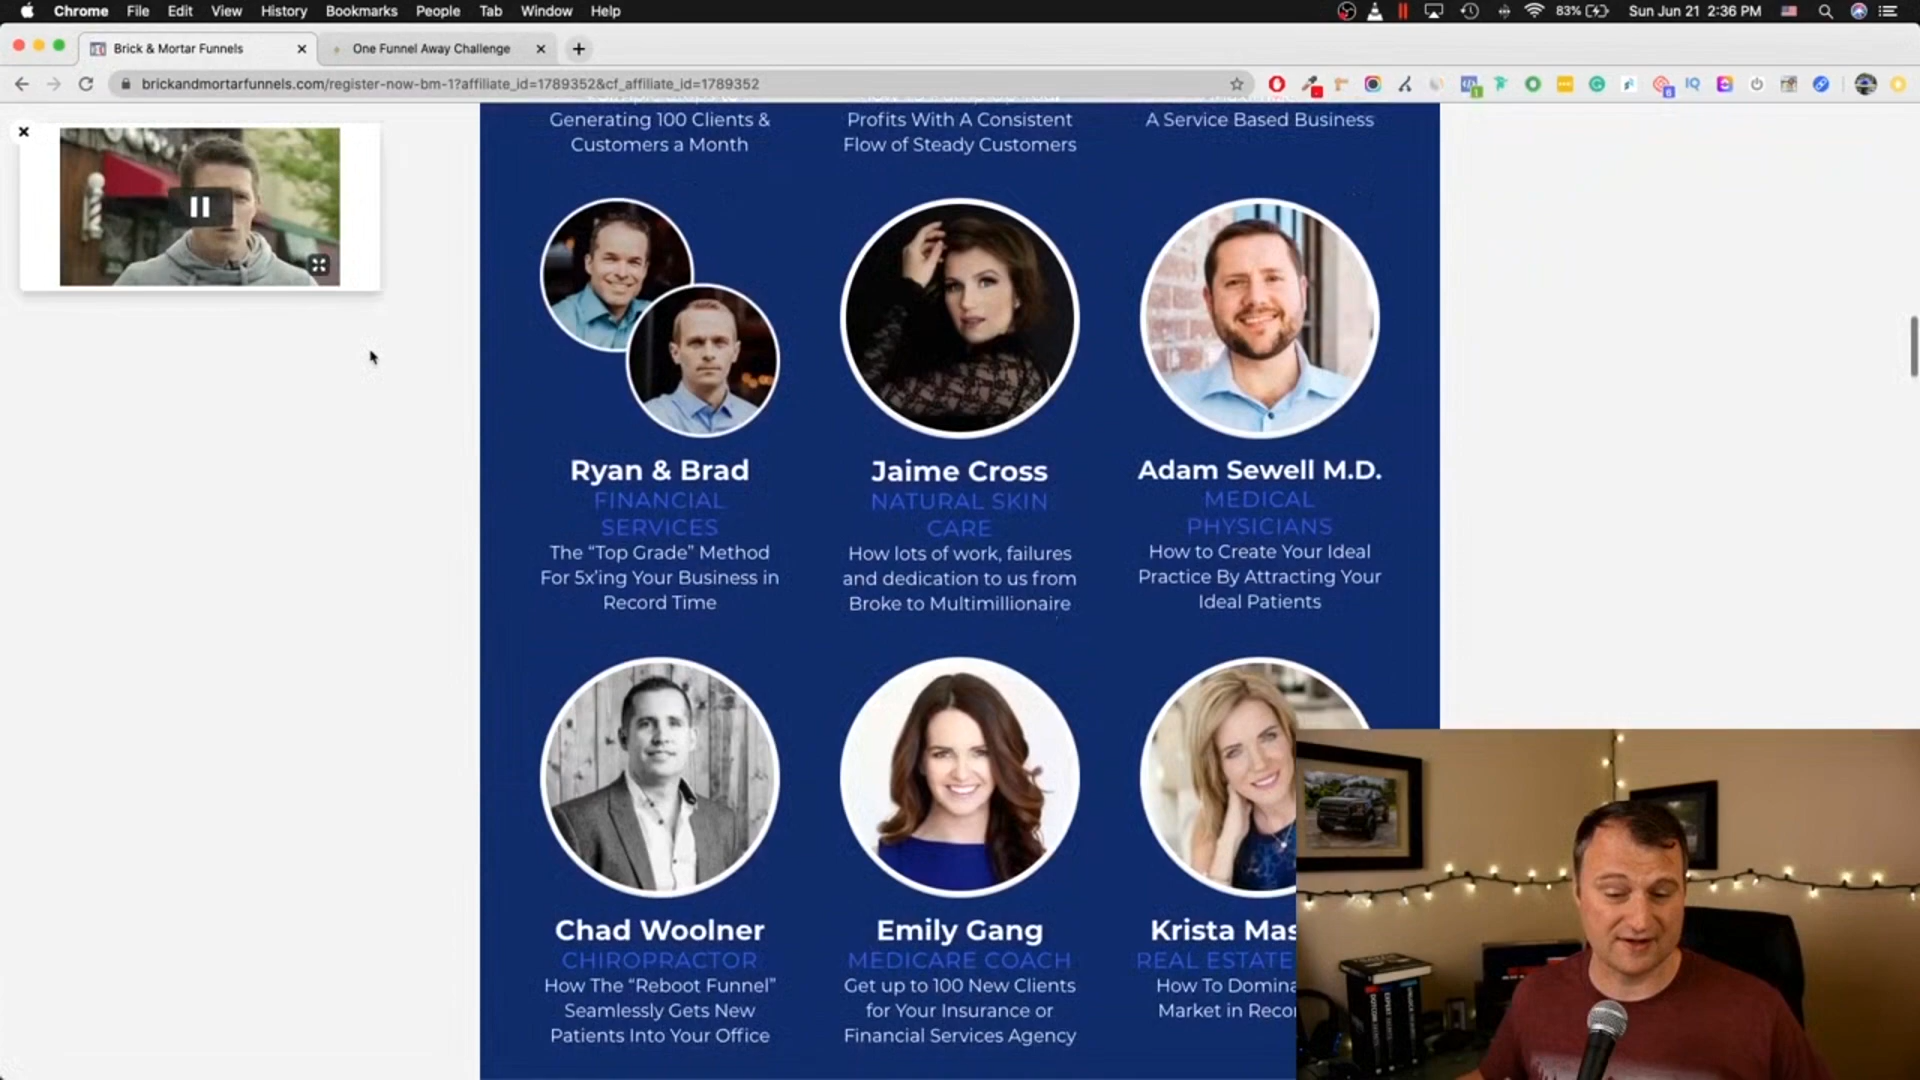 Chrome File Edit View History Bookmarks People Tab Window Help 83% Sun Jun 21 2:36 PM
Brick & Mortar Funnels One Funnel Away Challenge
brickandmortarfunnels.com/register-now-bm-1?affiliate_id=1789352&cf_affiliate_id=1789352
Generating 100 Clients &
Customers a Month
Profits With A Consistent
Flow of Steady Customers
A Service Based Business
Ryan & Brad
FINANCIAL
SERVICES
The “Top Grade” Method
For 5x’ing Your Business in
Record Time
Jaime Cross
NATURAL SKIN
CARE
How lots of work, failures
and dedication to us from
Broke to Multimillionaire
Adam Sewell M.D.
MEDICAL
PHYSICIANS
How to Create Your Ideal
Practice By Attracting Your
Ideal Patients
Chad Woolner
CHIROPRACTOR
How The “Reboot Funnel”
Seamlessly Gets New
Patients Into Your Office
Emily Gang
MEDICARE COACH
Get up to 100 New Clients
for Your Insurance or
Financial Services Agency
Krista Mas
REAL ESTATE
How To Domina
Market in Reco